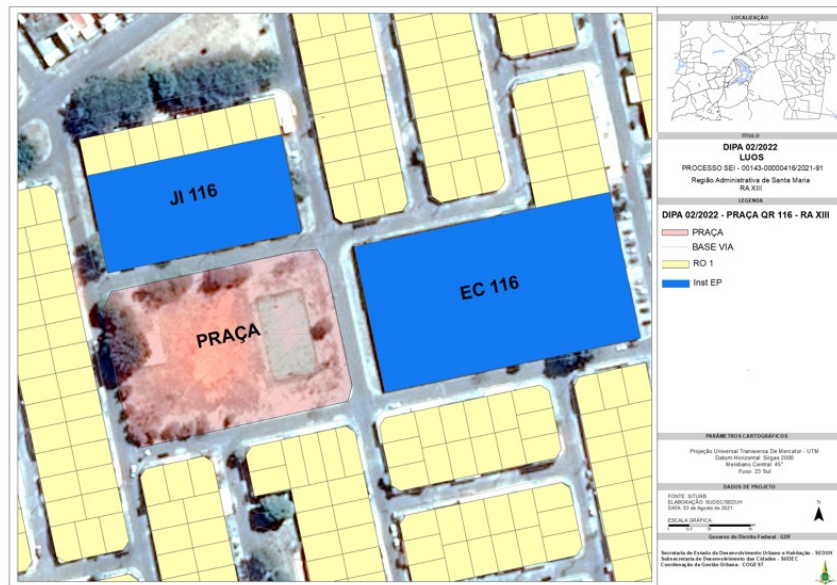 JI 116
EC 116
PRAÇA
LOCALIZAÇÃO
TÍTULO
DIPA 02/2022
LUOS
PROCESSO SEI - 00143-00000416/2021-91
Região Administrativa de Santa Maria
RA XIII
LEGENDA
DIPA 02/2022 - PRAÇA QR 116 - RA XIII
PRAÇA
BASE VIA
RO 1
Inst EP
PARÂMETROS CARTOGRÁFICOS
Projeção Universal Transversa De Mercator - UTM
Datum Horizontal: Sirgas 2000
Meridiano Central: 45°
Fuso: 23 Sul
DADOS DE PROJETO
FONTE: SITURB
ELABORAÇÃO: SUDEC/SEDUH
DATA: 03 de Agosto de 2021
N
ESCALA GRÁFICA
Governo do Distrito Federal - GDF
Secretaria de Estado de Desenvolvimento Urbano e Habitação - SEDUH
Subsecretaria de Desenvolvimento das Cidades - SUDEC
Coordenação de Gestão Urbana - COGEST